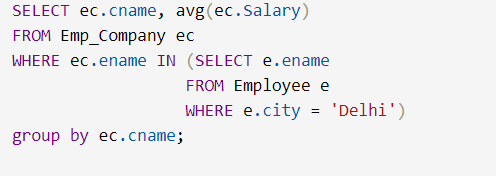 SELECT ec.cname, avg(ec.Salary)
FROM Emp_Company ec
WHERE ec.ename IN (SELECT e.ename
FROM Employee e
WHERE e.city = 'Delhi')
group by ec.cname;